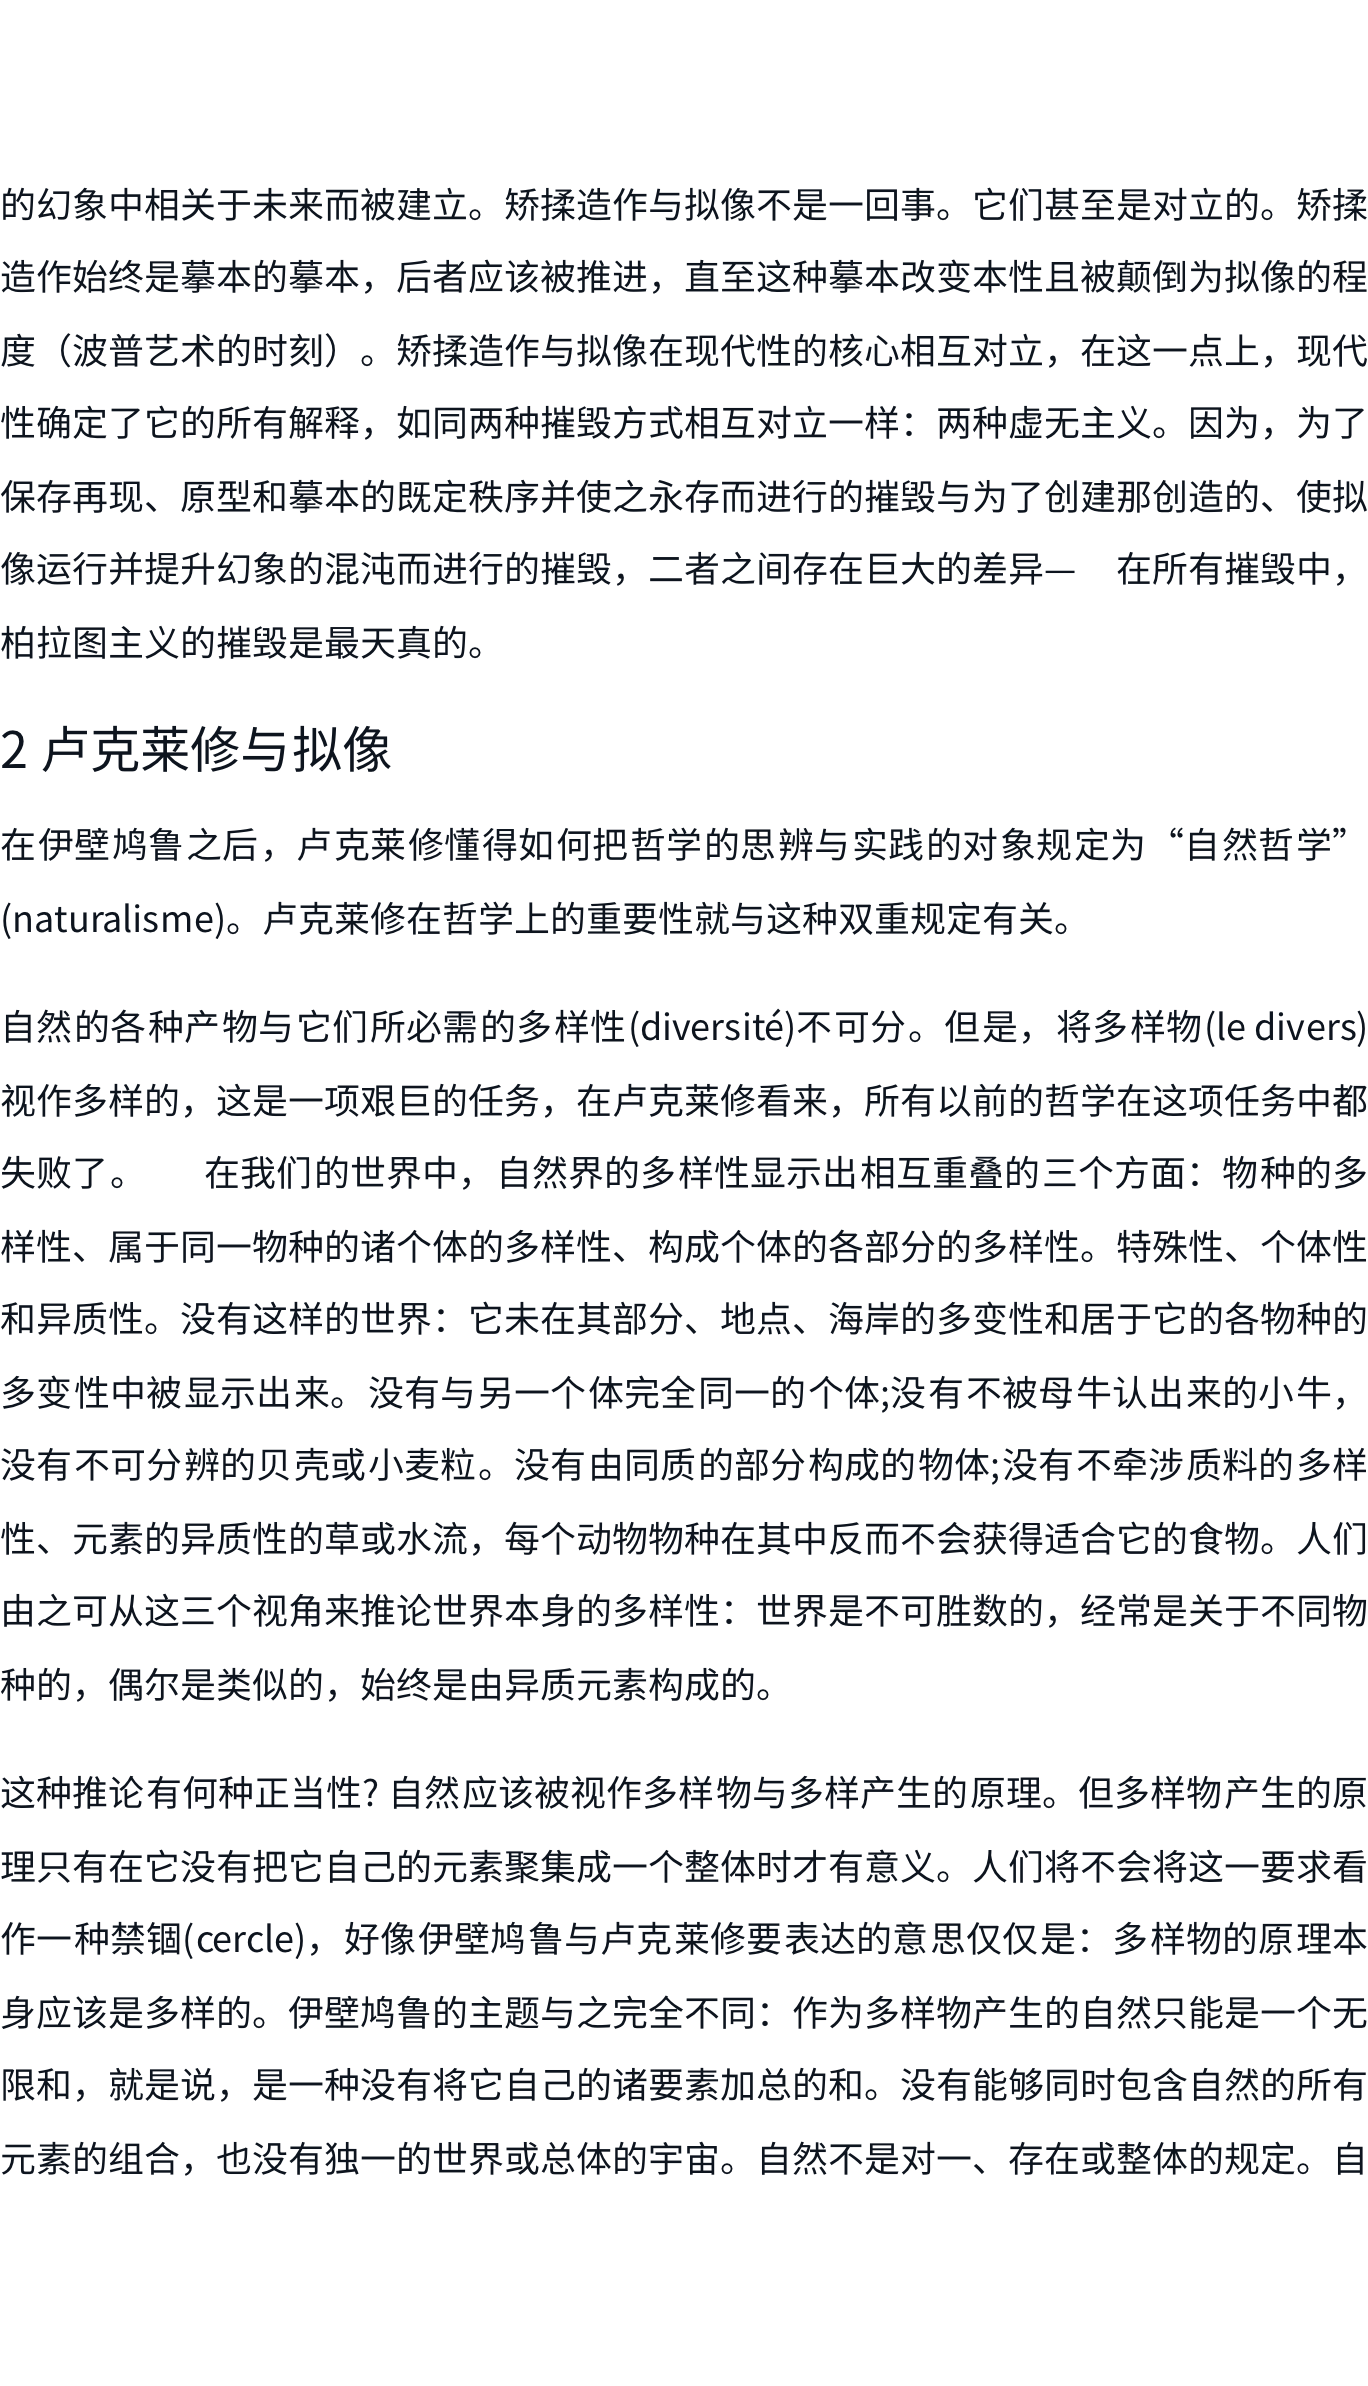 的幻象中相关于未来而被建立。矫揉造作与拟像不是一回事。它们甚至是对立的。矫揉
造作始终是摹本的摹本，后者应该被推进，直至这种摹本改变本性且被颠倒为拟像的程
度（波普艺术的时刻）。矫揉造作与拟像在现代性的核心相互对立，在这一点上，现代
性确定了它的所有解释，如同两种摧毁方式相互对立一样：两种虚无主义。因为，为了
保存再现、原型和摹本的既定秩序并使之永存而进行的摧毁与为了创建那创造的、使拟
像运行并提升幻象的混沌而进行的摧毁，二者之间存在巨大的差异—　在所有摧毁中，
柏拉图主义的摧毁是最天真的。
2 卢克莱修与拟像
在伊壁鸠鲁之后，卢克莱修懂得如何把哲学的思辨与实践的对象规定为“自然哲学”
(naturalisme)。卢克莱修在哲学上的重要性就与这种双重规定有关。
自然的各种产物与它们所必需的多样性(diversité)不可分。但是，将多样物(le divers)
视作多样的，这是一项艰巨的任务，在卢克莱修看来，所有以前的哲学在这项任务中都
失败了。　　在我们的世界中，自然界的多样性显示出相互重叠的三个方面：物种的多
样性、属于同一物种的诸个体的多样性、构成个体的各部分的多样性。特殊性、个体性
和异质性。没有这样的世界：它未在其部分、地点、海岸的多变性和居于它的各物种的
多变性中被显示出来。没有与另一个体完全同一的个体;没有不被母牛认出来的小牛，
没有不可分辨的贝壳或小麦粒。没有由同质的部分构成的物体;没有不牵涉质料的多样
性、元素的异质性的草或水流，每个动物物种在其中反而不会获得适合它的食物。人们
由之可从这三个视角来推论世界本身的多样性：世界是不可胜数的，经常是关于不同物
种的，偶尔是类似的，始终是由异质元素构成的。
这种推论有何种正当性? 自然应该被视作多样物与多样产生的原理。但多样物产生的原
理只有在它没有把它自己的元素聚集成一个整体时才有意义。人们将不会将这一要求看
作一种禁锢(cercle)，好像伊壁鸠鲁与卢克莱修要表达的意思仅仅是：多样物的原理本
身应该是多样的。伊壁鸠鲁的主题与之完全不同：作为多样物产生的自然只能是一个无
限和，就是说，是一种没有将它自己的诸要素加总的和。没有能够同时包含自然的所有
元素的组合，也没有独一的世界或总体的宇宙。自然不是对一、存在或整体的规定。自